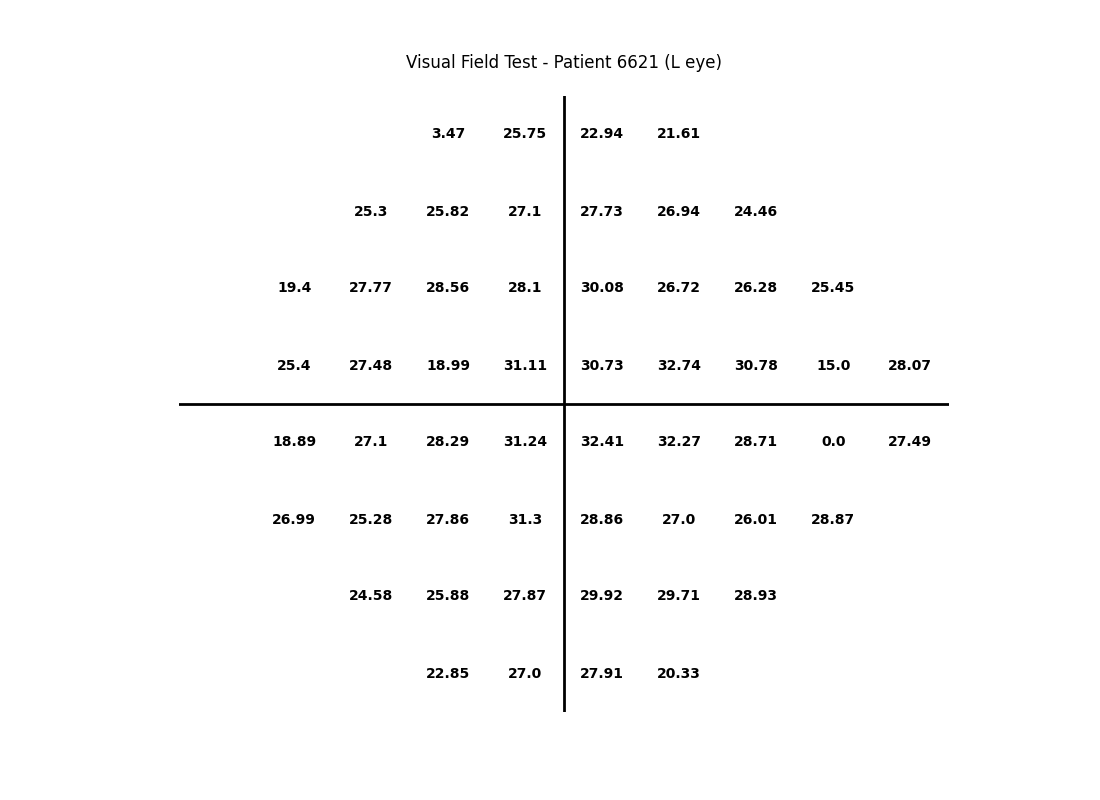 Visual Field Test - Patient 6621 (L eye)
3.47 25.75 22.94 21.61
25.3 25.82 27.1 27.73 26.94 24.46
19.4 27.77 28.56 28.1 30.08 26.72 26.28 25.45
25.4 27.48 18.99 31.11 30.73 32.74 30.78 15.0 28.07
18.89 27.1 28.29 31.24 32.41 32.27 28.71 0.0 27.49
26.99 25.28 27.86 31.3 28.86 27.0 26.01 28.87
24.58 25.88 27.87 29.92 29.71 28.93
22.85 27.0 27.91 20.33